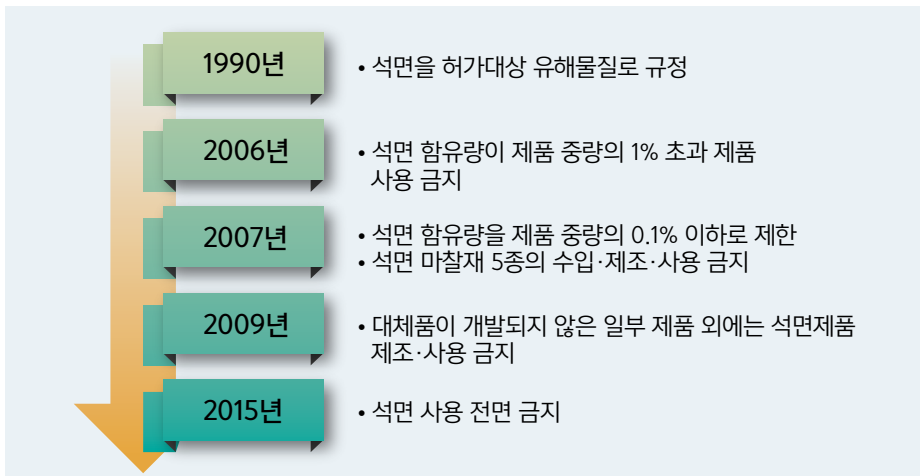 1990년
• 석면을 허가대상 유해물질로 규정
2006년
• 석면 함유량이 제품 중량의 1% 초과 제품
사용 금지
2007년
• 석면 함유량을 제품 중량의 0.1% 이하로 제한
• 석면 마찰재 5종의 수입·제조·사용 금지
2009년
• 대체품이 개발되지 않은 일부 제품 외에는 석면제품
제조·사용 금지
2015년
• 석면 사용 전면 금지